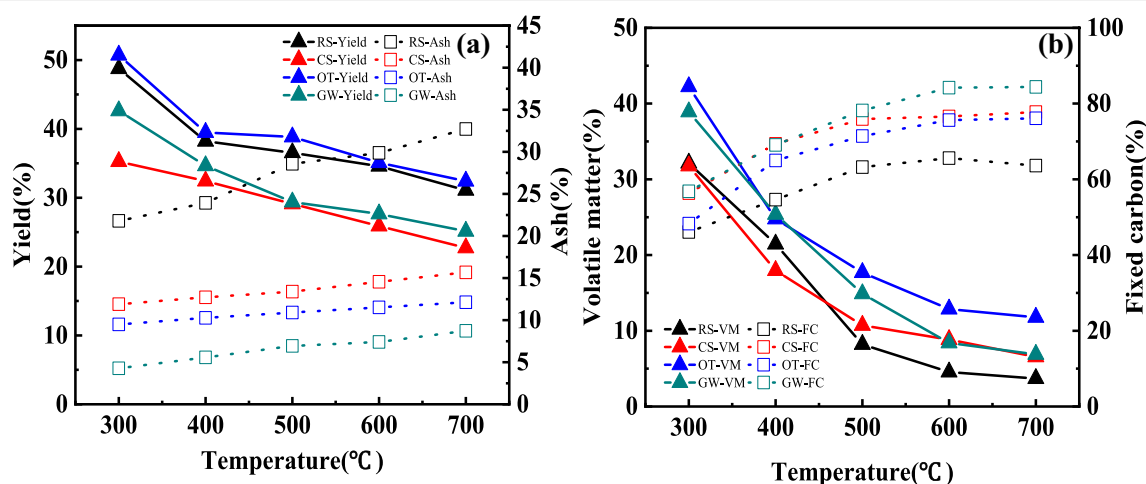 (a)
RS-Yield RS-Ash
CS-Yield CS-Ash
OT-Yield OT-Ash
GW-Yield GW-Ash
Yield(%)
0
10
20
30
40
50
Ash(%)
0
5
10
15
20
25
30
35
40
45
300 400 500 600 700
Temperature(℃)
(b)
RS-VM RS-FC
CS-VM CS-FC
OT-VM OT-FC
GW-VM GW-FC
Volatile matter(%)
0
10
20
30
40
50
Fixed carbon(%)
0
20
40
60
80
100
300 400 500 600 700
Temperature(℃)